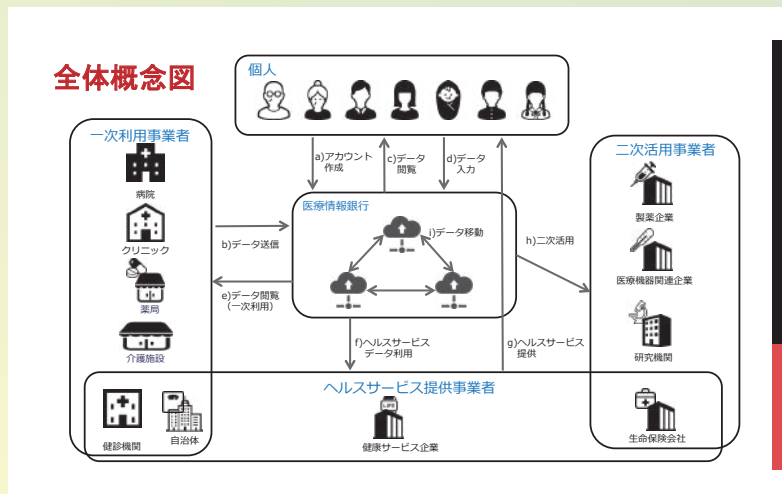 全体概念図
個人
一次利用事業者
病院
クリニック
薬局
介護施設
健診機関
自治体
a)アカウント
作成
c)データ
閲覧
d)データ
入力
医療情報銀行
i)データ移動
b)データ送信
e)データ閲覧
(一次利用)
h)二次活用
f)ヘルスサービス
データ利用
g)ヘルスサービス
提供
二次活用事業者
製薬企業
医療機器関連企業
研究機関
生命保険会社
ヘルスサービス提供事業者
LIFE
健康サービス企業